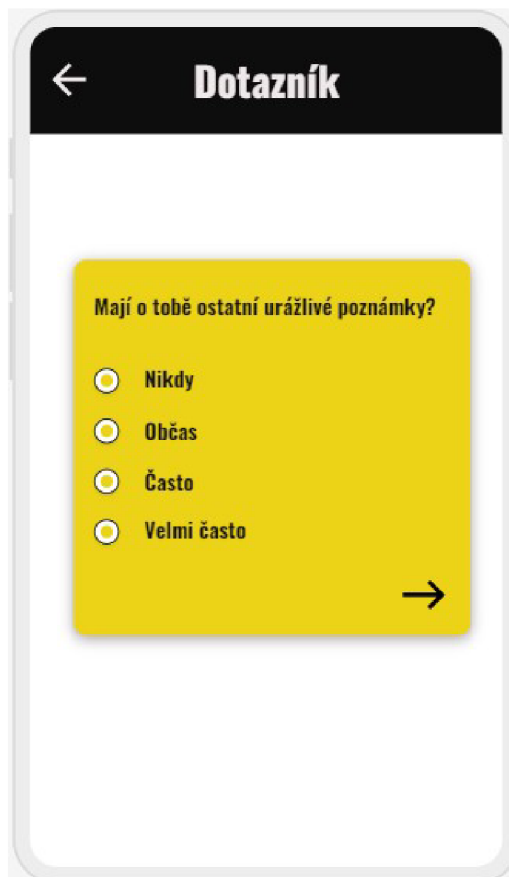 Dotazník
Mají o tobě ostatní urážlivé poznámky?
Nikdy
Občas
Často
Velmi často